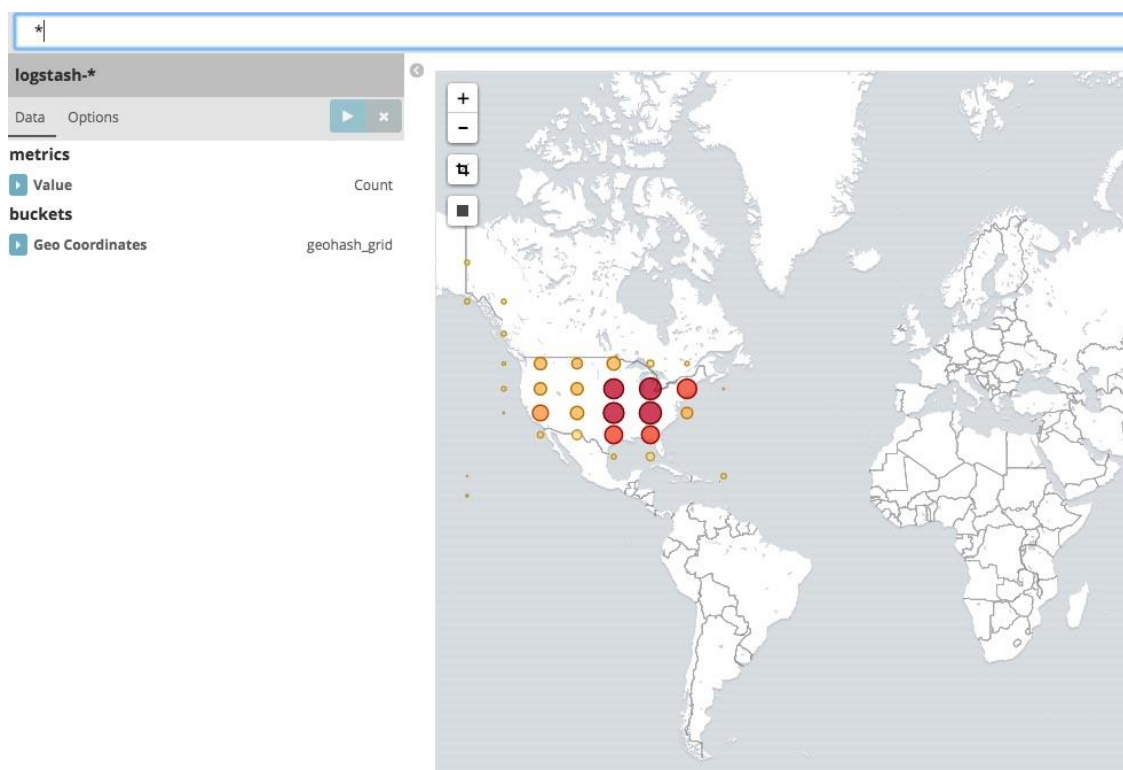 *
logstash-*
Data Options
metrics
Value Count
buckets
Geo Coordinates geohash_grid
+
-